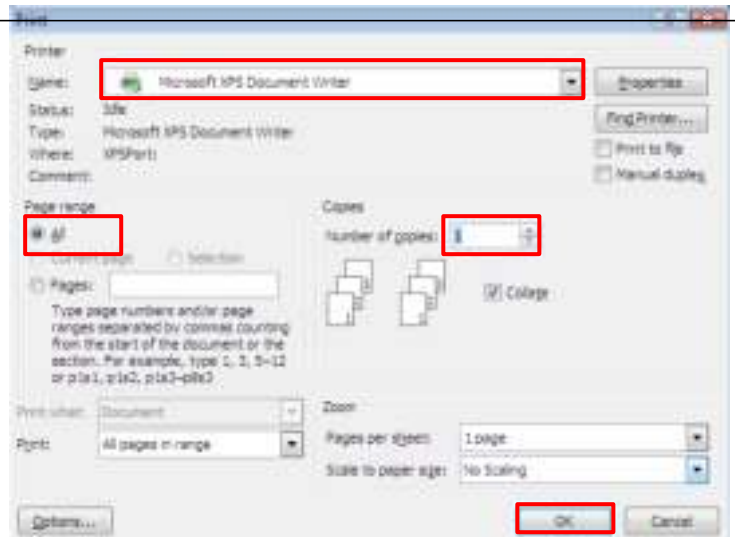 Print
Printer
Name: Microsoft XPS Document Writer Properties
Status: Idle Find Printer...
Type: Microsoft XPS Document Writer
Where: XPSPort: Print to file
Comment: Manual duplex
Page range Copies
All Number of copies: 1
Current page Selection
Pages: Collate
Type page numbers and/or page
ranges separated by commas counting
from the start of the document or the
section. For example, type 1, 3, 5-12
or p1s1, p1s2, p1s3-p8s3
Print what: Document Zoom
Print: All pages in range Pages per sheet: 1 page
Scale to paper size: No Scaling
Options... OK Cancel